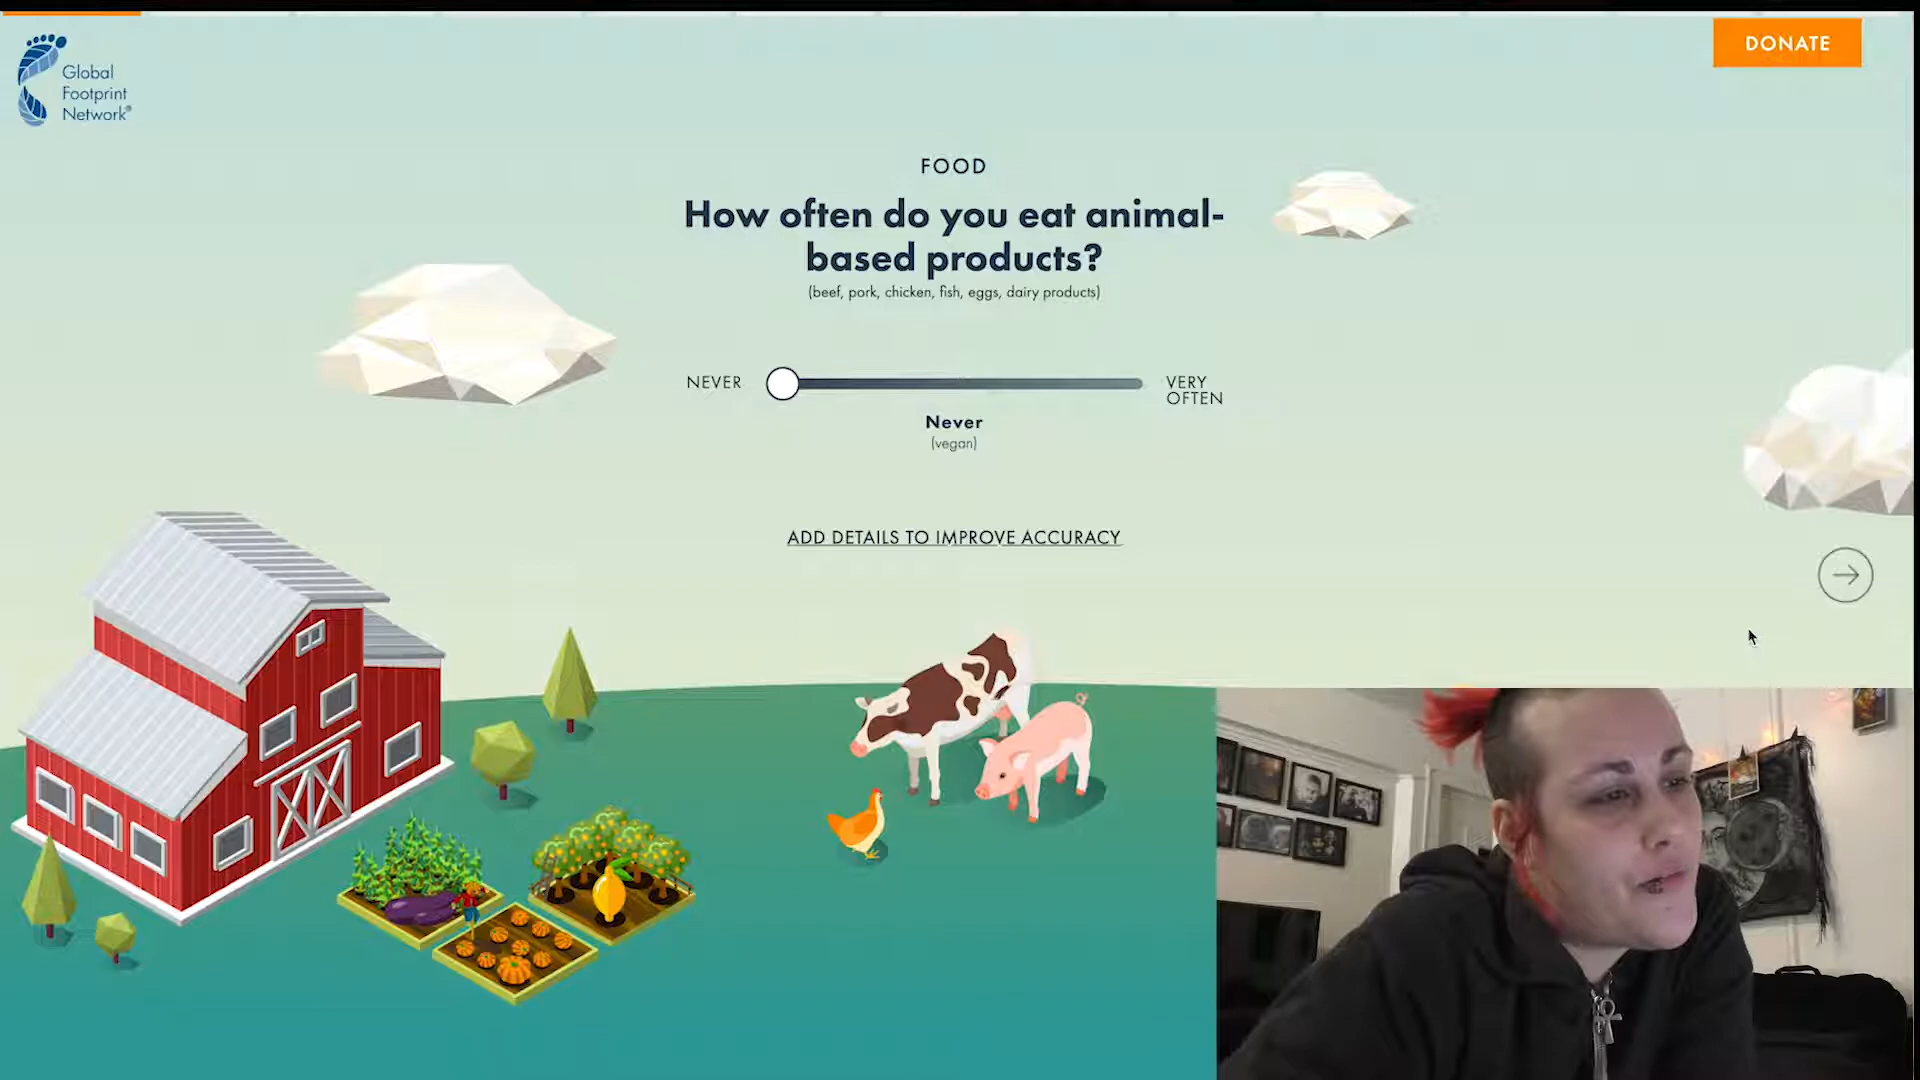 DONATE
Global
Footprint
Network®
FOOD
How often do you eat animal-
based products?
(beef, pork, chicken, fish, eggs, dairy products)
NEVER
VERY
OFTEN
Never
(vegan)
ADD DETAILS TO IMPROVE ACCURACY